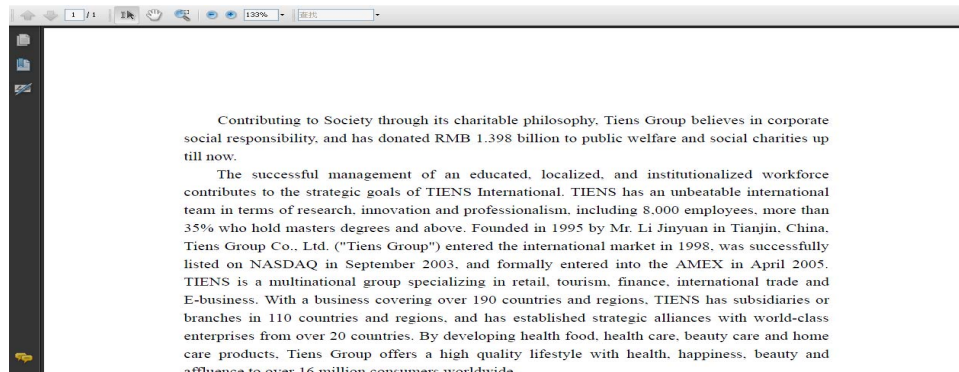 1 / 1 133% 查找
Contributing to Society through its charitable philosophy, Tiens Group believes in corporate
social responsibility, and has donated RMB 1.398 billion to public welfare and social charities up
till now.
The successful management of an educated, localized, and institutionalized workforce
contributes to the strategic goals of TIENS International. TIENS has an unbeatable international
team in terms of research, innovation and professionalism, including 8,000 employees, more than
35% who hold masters degrees and above. Founded in 1995 by Mr. Li Jinyuan in Tianjin, China,
Tiens Group Co., Ltd. ("Tiens Group") entered the international market in 1998, was successfully
listed on NASDAQ in September 2003, and formally entered into the AMEX in April 2005.
TIENS is a multinational group specializing in retail, tourism, finance, international trade and
E-business. With a business covering over 190 countries and regions, TIENS has subsidiaries or
branches in 110 countries and regions, and has established strategic alliances with world-class
enterprises from over 20 countries. By developing health food, health care, beauty care and home
care products, Tiens Group offers a high quality lifestyle with health, happiness, beauty and
affluence to over 16 million consumers worldwide